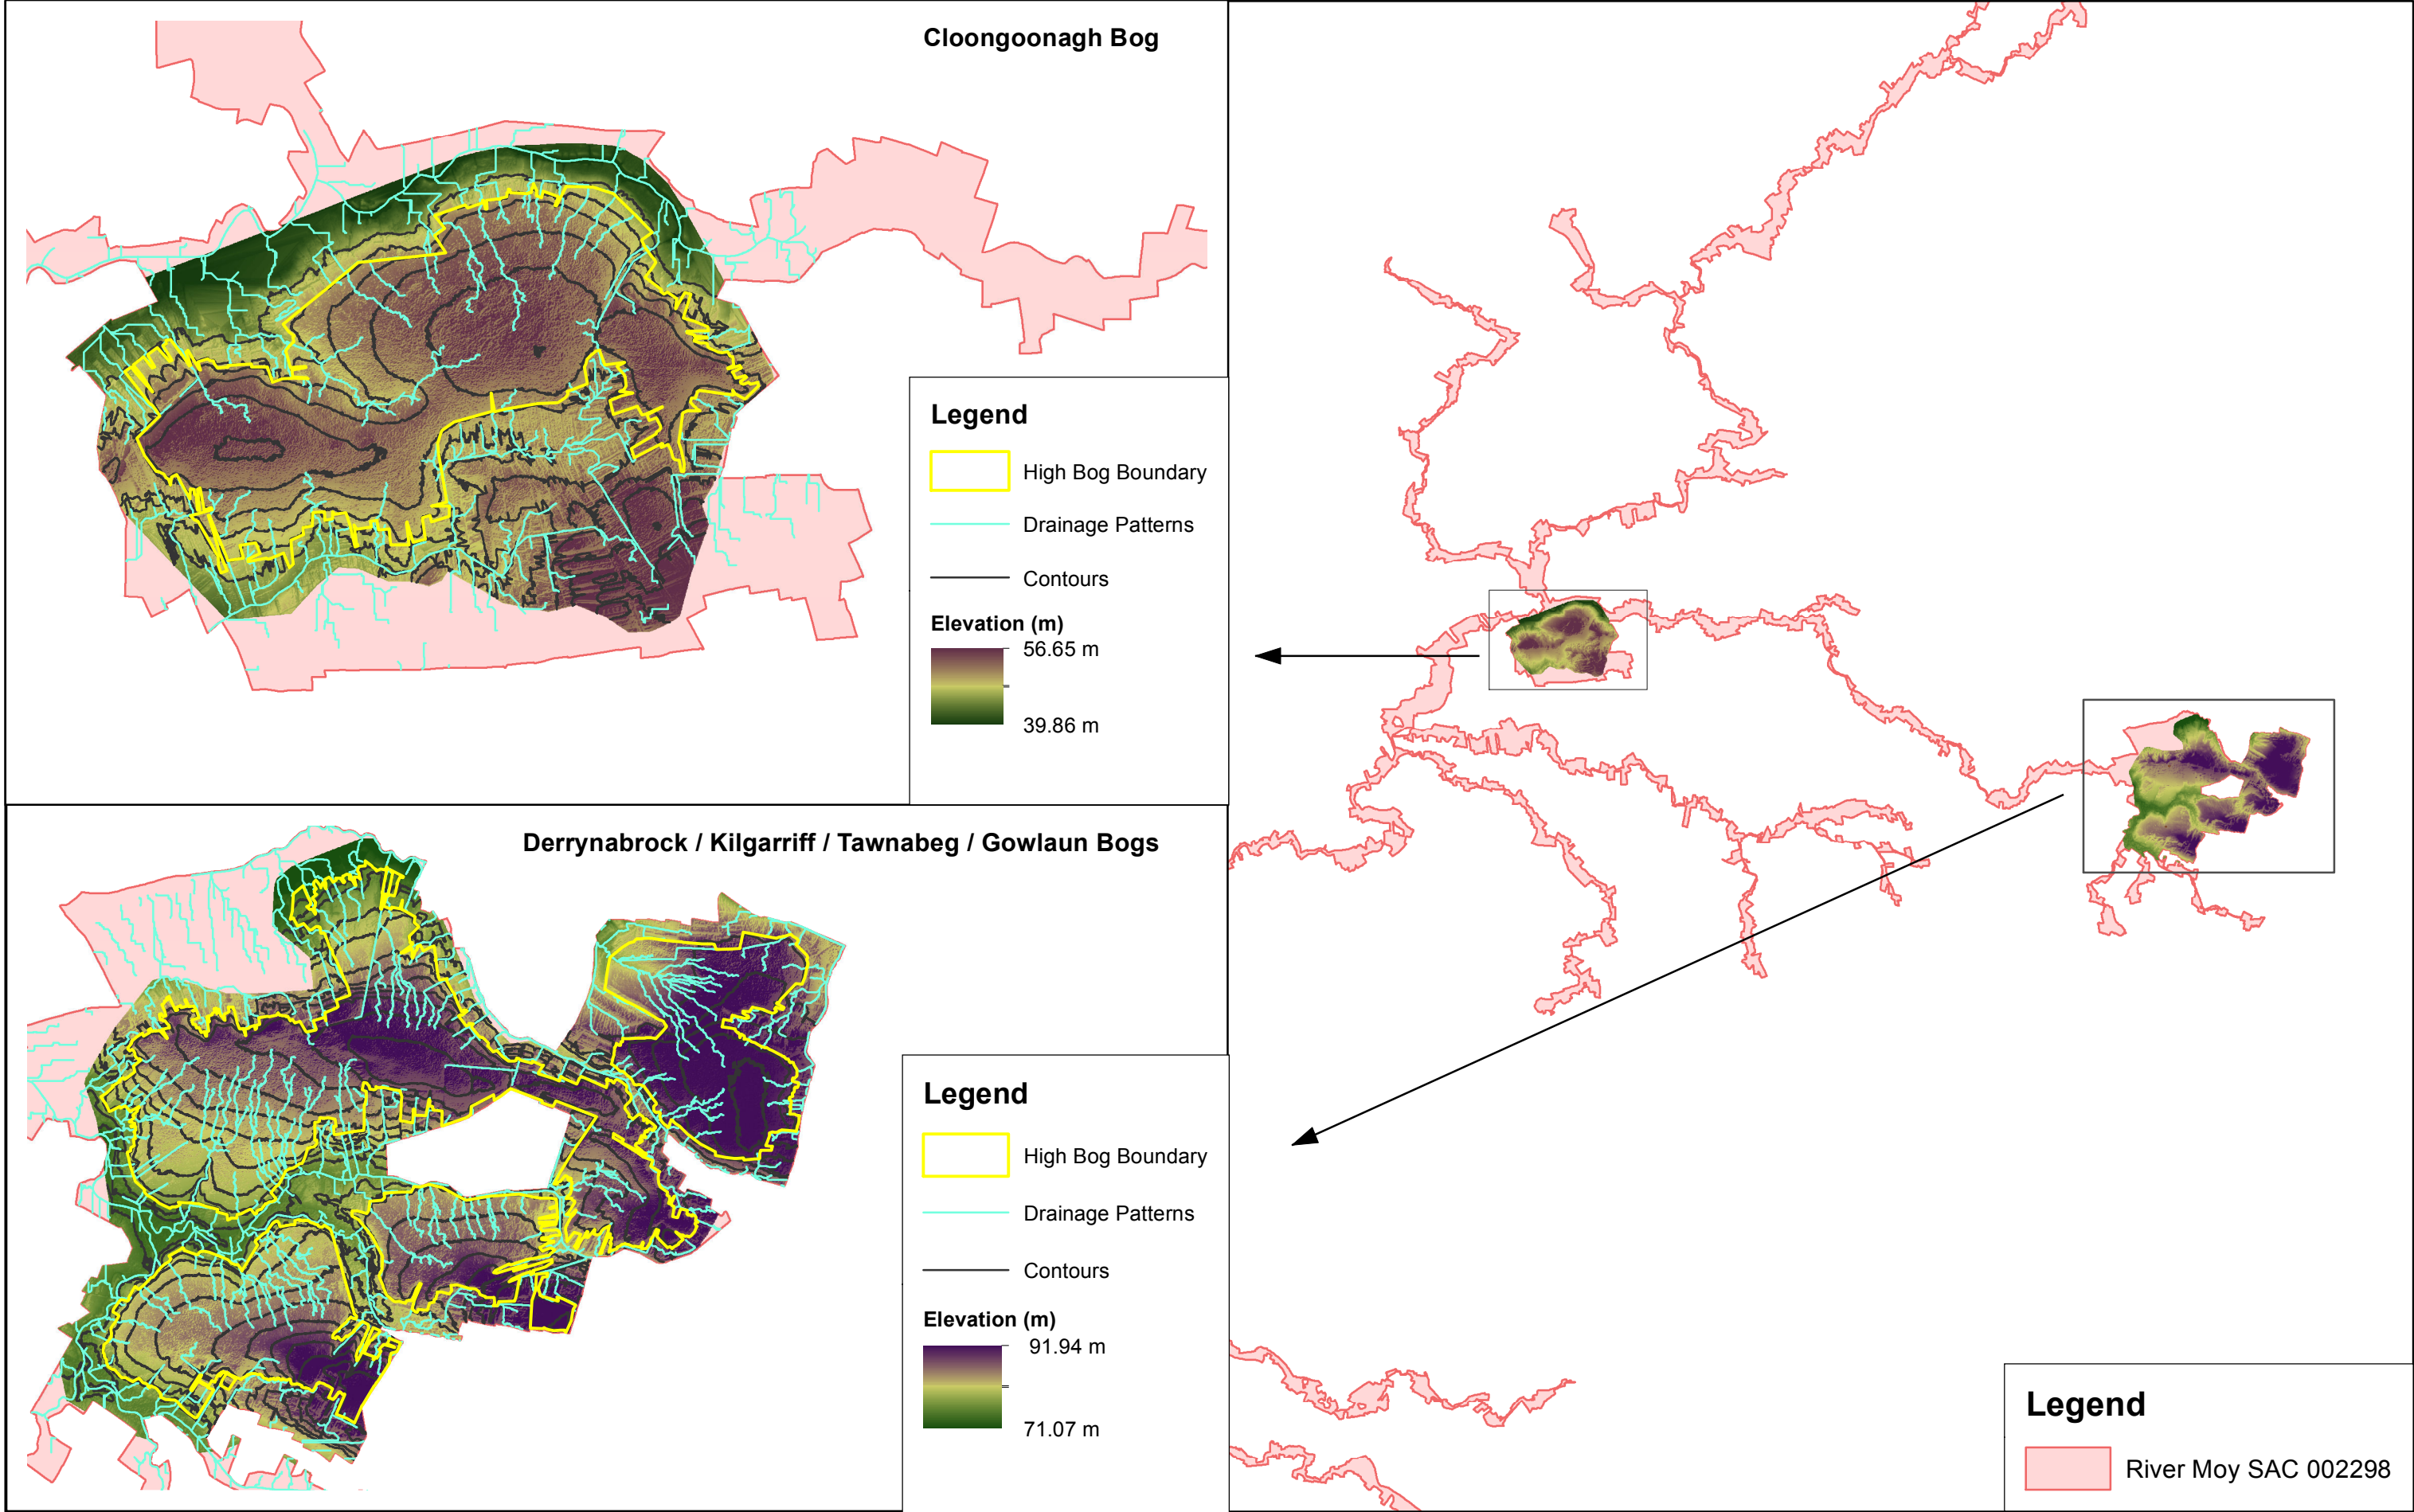 Cloongoonagh Bog
Legend
High Bog Boundary
Drainage Patterns
Contours
Elevation (m)
56.65 m
39.86 m
Derrynabrock / Kilgarriff / Tawnabeg / Gowlaun Bogs
Legend
High Bog Boundary
Drainage Patterns
Contours
Elevation (m)
91.94 m
71.07 m
Legend
River Moy SAC 002298